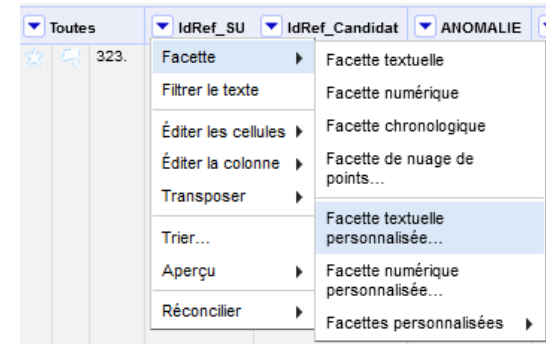 Toutes IdRef_SU IdRef_Candidat ANOMALIE
323.
Facette
Filtrer le texte
Éditer les cellules
Éditer la colonne
Transposer
Trier...
Aperçu
Réconcilier
Facette textuelle
Facette numérique
Facette chronologique
Facette de nuage de
points...
Facette textuelle
personnalisée...
Facette numérique
personnalisée...
Facettes personnalisées